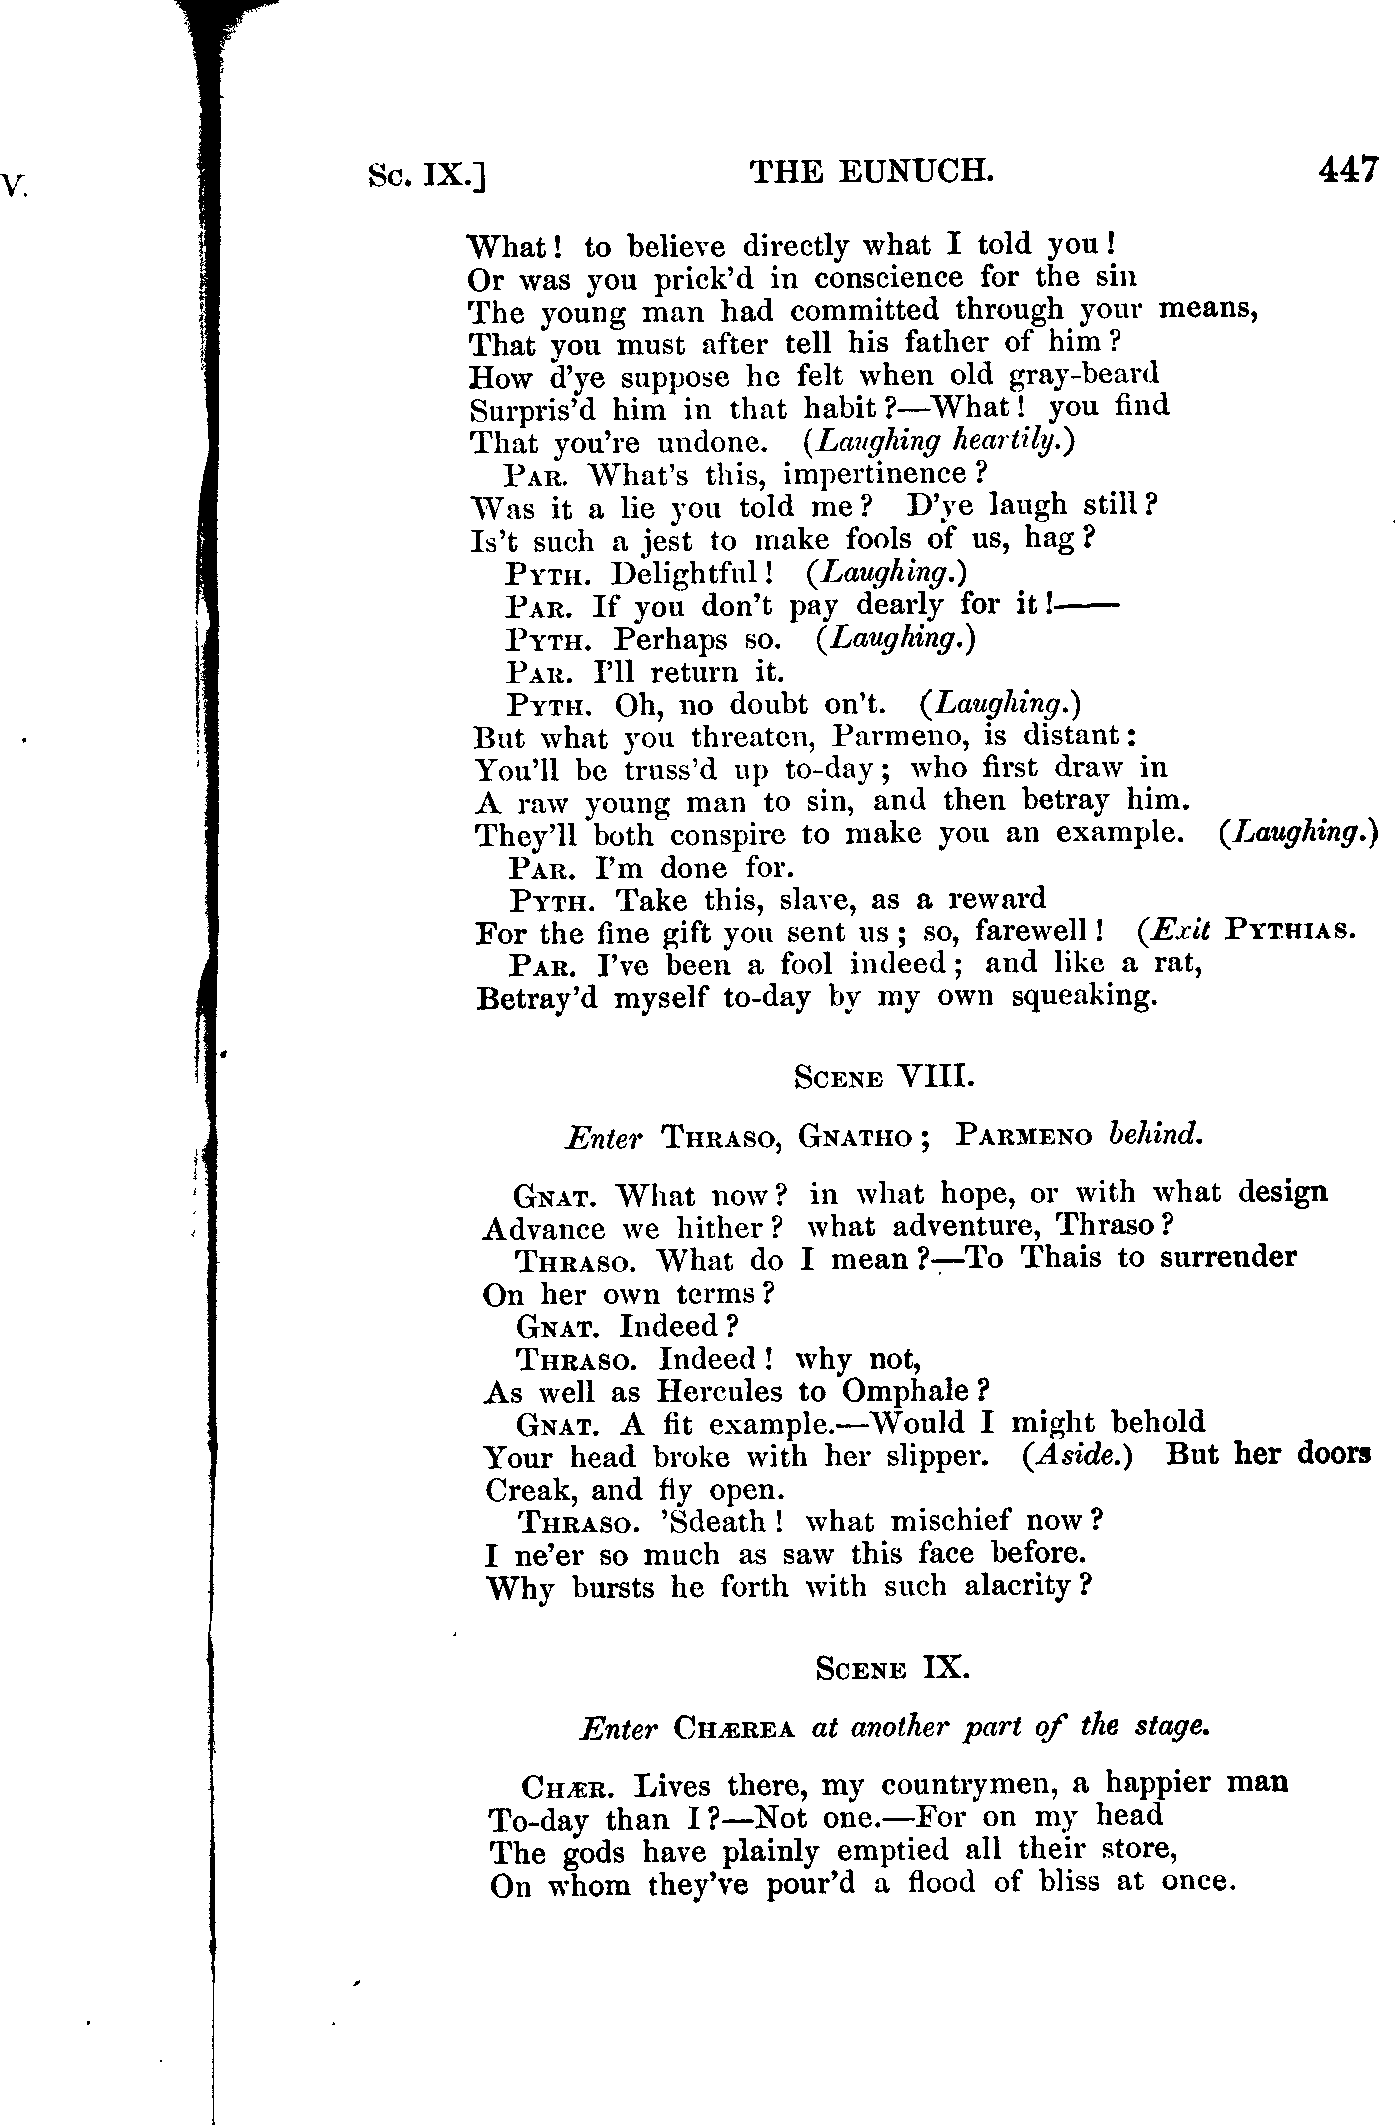 V.
Sc. IX.] THE EUNUCH. 447
What! to believe directly what I told you!
Or was you prick'd in conscience for the sin
The young man had committed through your means,
That you must after tell his father of him?
How d'ye suppose he felt when old gray-beard
Surpris'd him in that habit?—What! you find
That you're undone. (Laughing heartily.)
PAR. What's this, impertinence?
Was it a lie you told me? D'ye laugh still?
Is't such a jest to make fools of us, hag?
PYTH. Delightful! (Laughing.)
PAR. If you don't pay dearly for it!——
PYTH. Perhaps so. (Laughing.)
PAR. I'll return it.
PYTH. Oh, no doubt on't. (Laughing.)
But what you threaten, Parmeno, is distant:
You'll be truss'd up to-day; who first draw in
A raw young man to sin, and then betray him.
They'll both conspire to make you an example. (Laughing.)
PAR. I'm done for.
PYTH. Take this, slave, as a reward
For the fine gift you sent us; so, farewell! (Exit PYTHIAS.
PAR. I've been a fool indeed; and like a rat,
Betray'd myself to-day by my own squeaking.
SCENE VIII.
Enter THRASO, GNATHO; PARMENO behind.
GNAT. What now? in what hope, or with what design
Advance we hither? what adventure, Thraso?
THRASO. What do I mean?—To Thais to surrender
On her own terms?
GNAT. Indeed?
THRASO. Indeed! why not,
As well as Hercules to Omphale?
GNAT. A fit example.—Would I might behold
Your head broke with her slipper. (Aside.) But her doors
Creak, and fly open.
THRASO. 'Sdeath! what mischief now?
I ne'er so much as saw this face before.
Why bursts he forth with such alacrity?
SCENE IX.
Enter CHÆREA at another part of the stage.
CHÆR. Lives there, my countrymen, a happier man
To-day than I?—Not one.—For on my head
The gods have plainly emptied all their store,
On whom they've pour'd a flood of bliss at once.